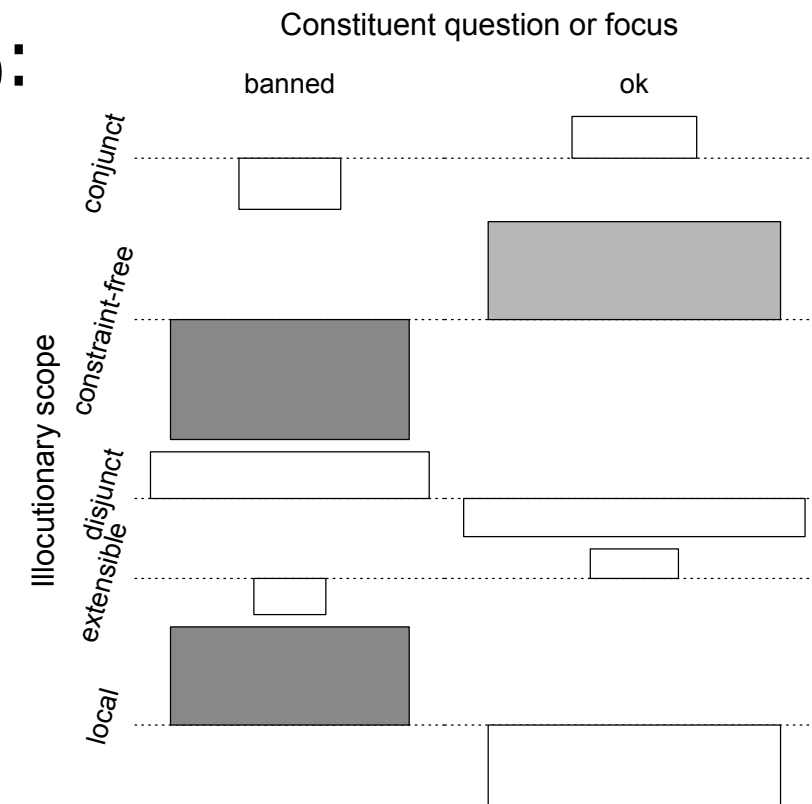 Constituent question or focus
banned ok
conjunct
constraint-free
disjunct
extensible
local
Illocutionary scope